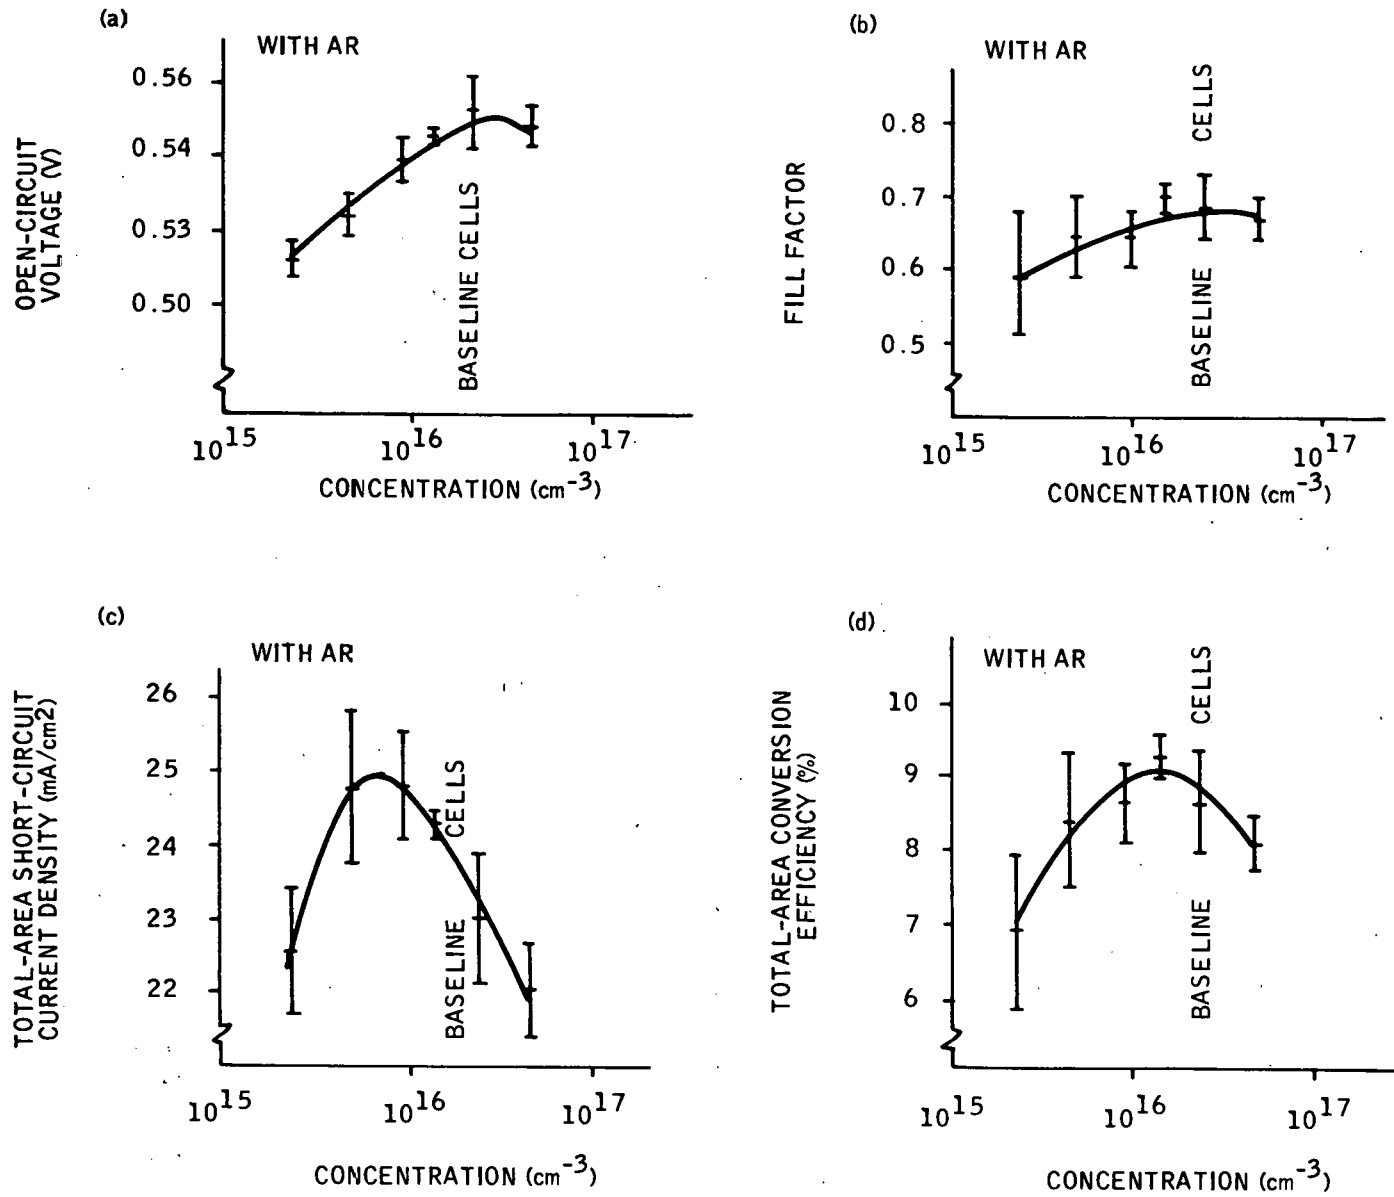 (a)
WITH AR
OPEN-CIRCUIT
VOLTAGE (V)
0.56
0.54
0.53
0.50
BASELINE CELLS
10^15
10^16
10^17
CONCENTRATION (cm^-3)
(b)
WITH AR
FILL FACTOR
0.8
0.7
0.6
0.5
BASELINE CELLS
10^15
10^16
10^17
CONCENTRATION (cm^-3)
(c)
WITH AR
TOTAL-AREA SHORT-CIRCUIT
CURRENT DENSITY (mA/cm2)
26
25
24
23
22
BASELINE CELLS
10^15
10^16
10^17
CONCENTRATION (cm^-3)
(d)
WITH AR
TOTAL-AREA CONVERSION
EFFICIENCY (%)
10
9
8
7
6
BASELINE CELLS
10^15
10^16
10^17
CONCENTRATION (cm^-3)